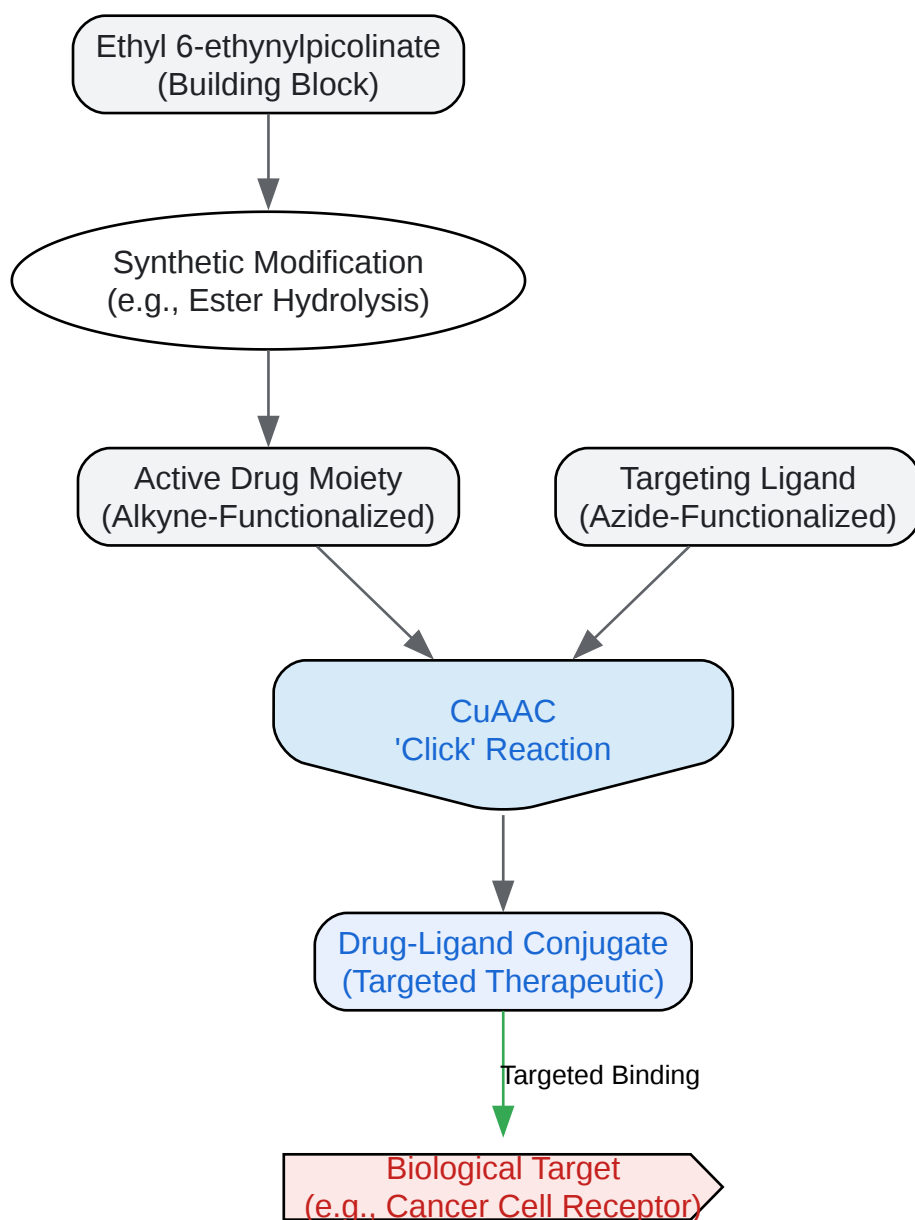 Ethyl 6-ethynylpicolinate
(Building Block)
Synthetic Modification
(e.g., Ester Hydrolysis)
Active Drug Moiety
(Alkyne-Functionalized)
Targeting Ligand
(Azide-Functionalized)
CuAAC
'Click' Reaction
Drug-Ligand Conjugate
(Targeted Therapeutic)
Targeted Binding
Biological Target
(e.g., Cancer Cell Receptor)